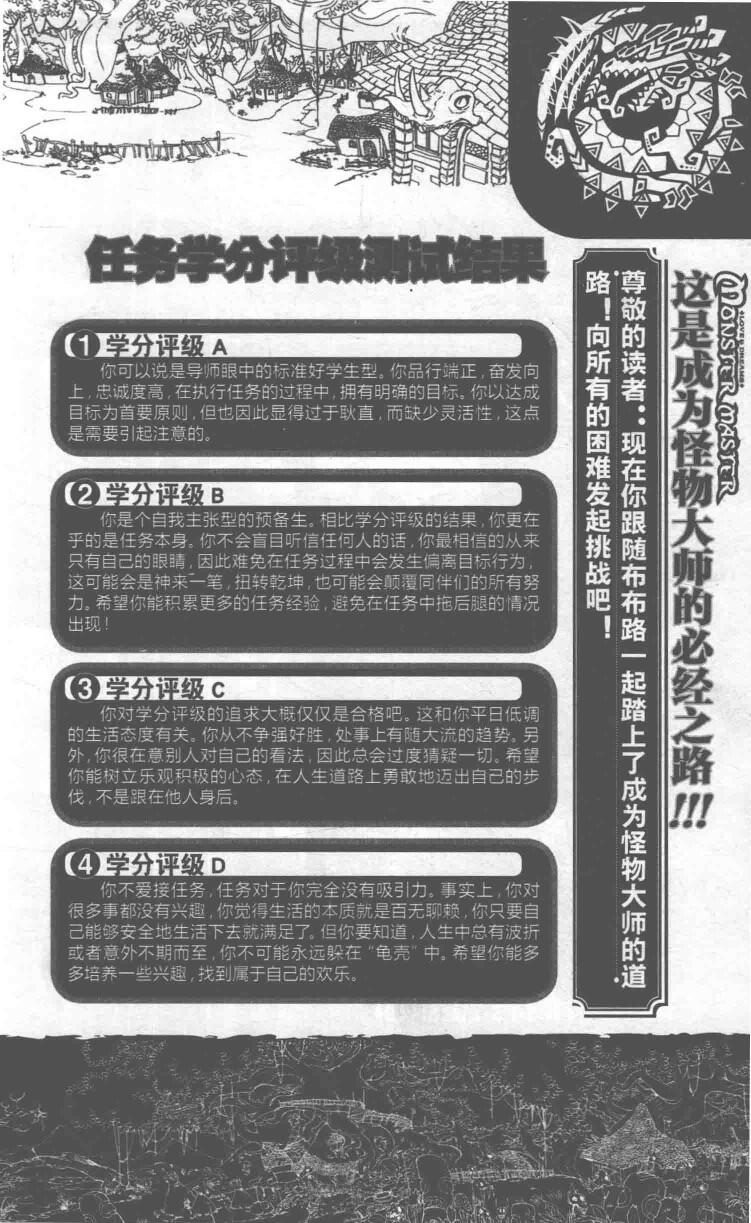 任务学分评级测试结果
1 学分评级 A
你可以说是导师眼中的标准好学生型。你品行端正，奋发向
上，忠诚度高，在执行任务的过程中，拥有明确的目标。你以达成
目标为首要原则，但也因此显得过于耿直，而缺少灵活性，这点
是需要引起注意的。
2 学分评级 B
你是个自我主张型的预备生。相比学分评级的结果，你更在
乎的是任务本身。你不会盲目听信任何人的话，你最相信的从来
只有自己的眼睛，因此难免在任务过程中会发生偏离目标行为，
这可能会是神来一笔，扭转乾坤，也可能会颠覆同伴们的所有努
力。希望你能积累更多的任务经验，避免在任务中拖后腿的情况
出现！
3 学分评级 C
你对学分评级的追求大概仅仅是合格吧。这和你平日低调
的生活态度有关。你从不争强好胜，处事上有随大流的趋势。另
外，你很在意别人对自己的看法，因此总会过度猜疑一切。希望
你能树立乐观积极的心态，在人生道路上勇敢地迈出自己的步
伐，不是跟在他人身后。
4 学分评级 D
你不爱接任务，任务对于你完全没有吸引力。事实上，你对
很多事都没有兴趣，你觉得生活的本质就是百无聊赖，你只要自
己能够安全地生活下去就满足了。但你要知道，人生中总有波折
或者意外不期而至，你不可能永远躲在“龟壳”中。希望你能多
多培养一些兴趣，找到属于自己的欢乐。
MONSTER MASTER
这是成为怪物大师的必经之路!!!
尊敬的读者：现在你跟随布布路一起踏上了成为怪物大师的道
路！向所有的困难发起挑战吧！